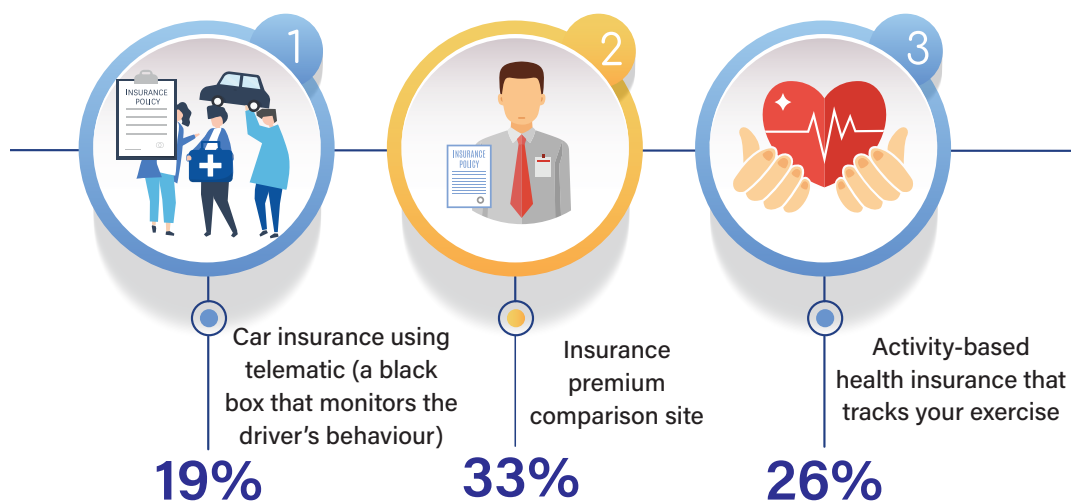 1
2
3
INSURANCE
POLICY
INSURANCE
POLICY
Car insurance using
telematic (a black
box that monitors the
driver’s behaviour)
19%
Insurance
premium
comparison site
33%
Activity-based
health insurance that
tracks your exercise
26%